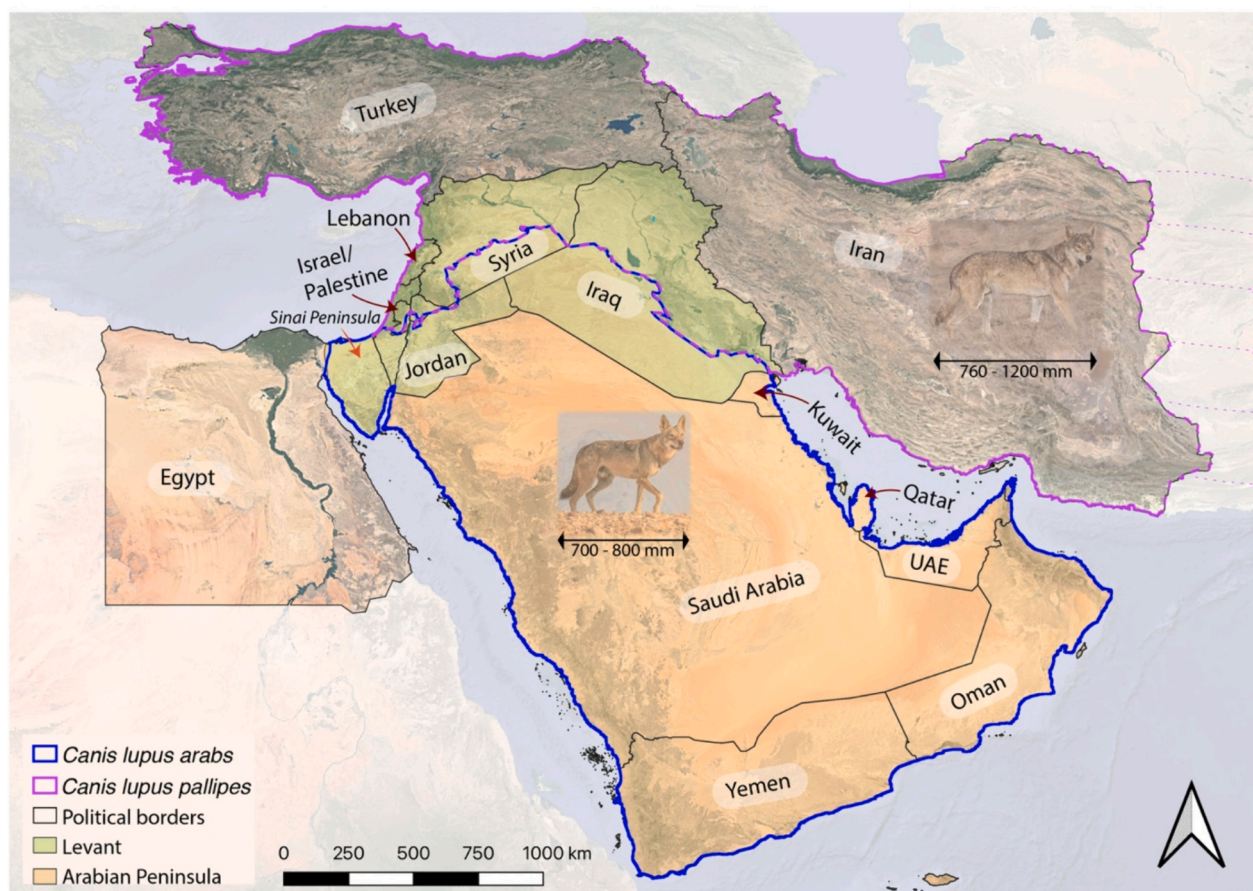 Turkey
Lebanon
Israel/
Palestine
Sinai Peninsula
Syria
Iraq
Iran
Jordan
760 - 1200 mm
Kuwait
Egypt
Qatar
700 - 800 mm
UAE
Saudi Arabia
Oman
Yemen
Canis lupus arabs
Canis lupus pallipes
Political borders
Levant
Arabian Peninsula
0 250 500 750 1000 km